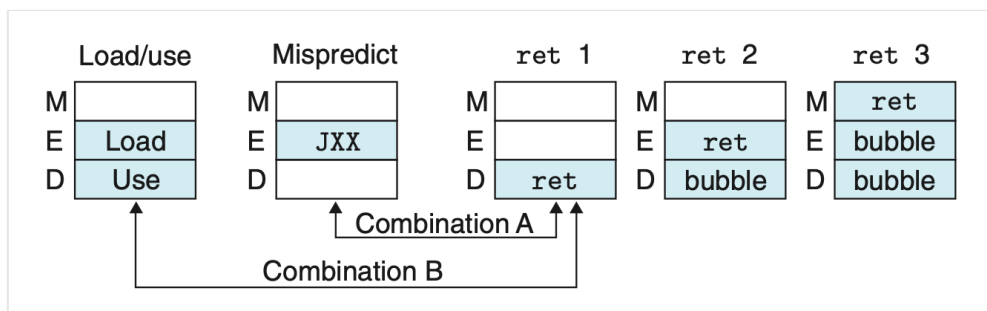 Load/use Mispredict ret 1 ret 2 ret 3
M M M M M ret
E Load E JXX E E ret E bubble
D Use D D ret D bubble D bubble
Combination A
Combination B